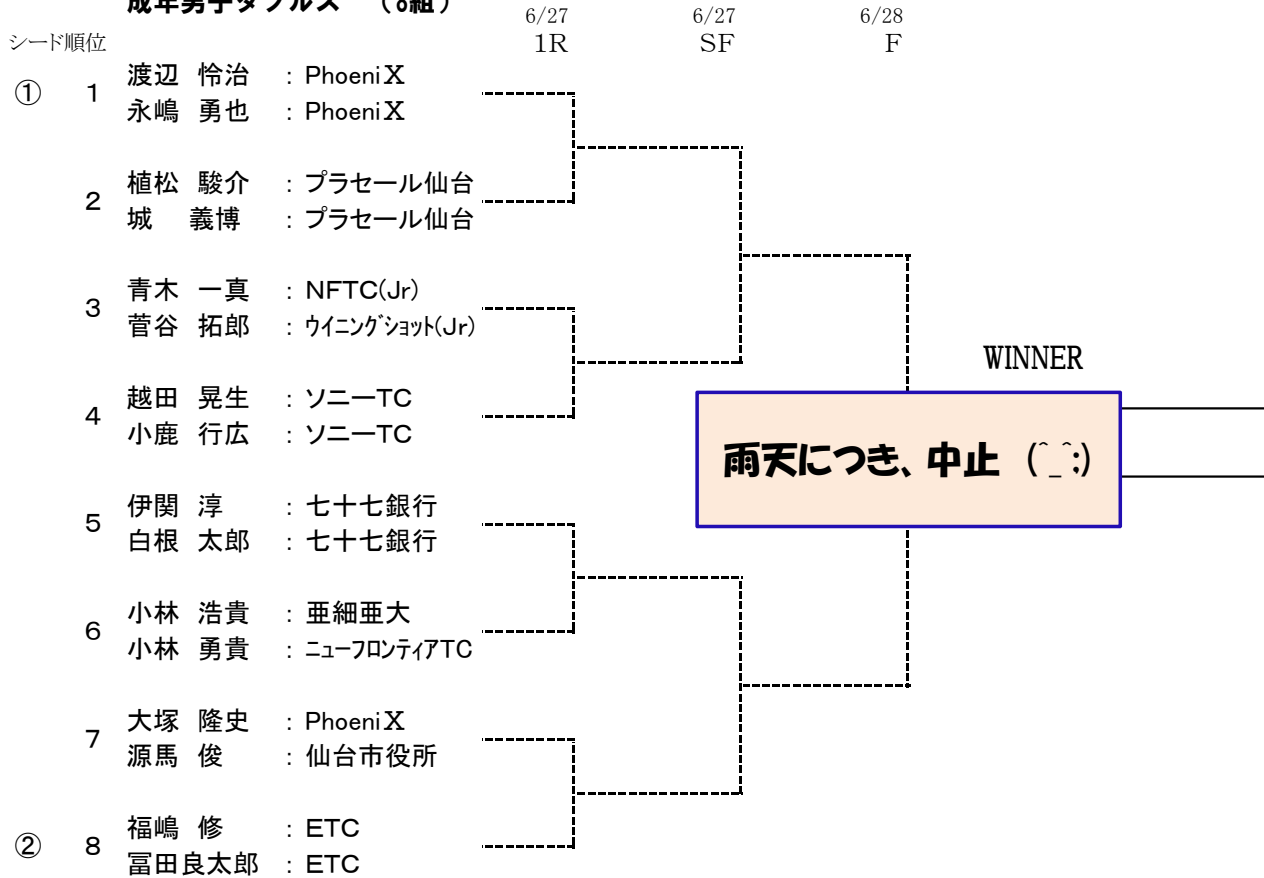 成年男子ダブルス （8組）
6/27 6/27 6/28
シード順位 1R SF F
① 1 渡辺 怜治 : PhoeniX
永嶋 勇也 : PhoeniX
2 植松 駿介 : プラセール仙台
城 義博 : プラセール仙台
3 青木 一真 : NFTC(Jr)
菅谷 拓郎 : ｳｲﾆﾝｸﾞｼｮｯﾄ(Jr)
WINNER
4 越田 晃生 : ソニーTC
小鹿 行広 : ソニーTC
雨天につき、中止 (^_^;)
5 伊関 淳 : 七十七銀行
白根 太郎 : 七十七銀行
6 小林 浩貴 : 亜細亜大
小林 勇貴 : ﾆｭｰﾌﾛﾝﾃｨｱTC
7 大塚 隆史 : PhoeniX
源馬 俊 : 仙台市役所
② 8 福嶋 修 : ETC
冨田良太郎 : ETC